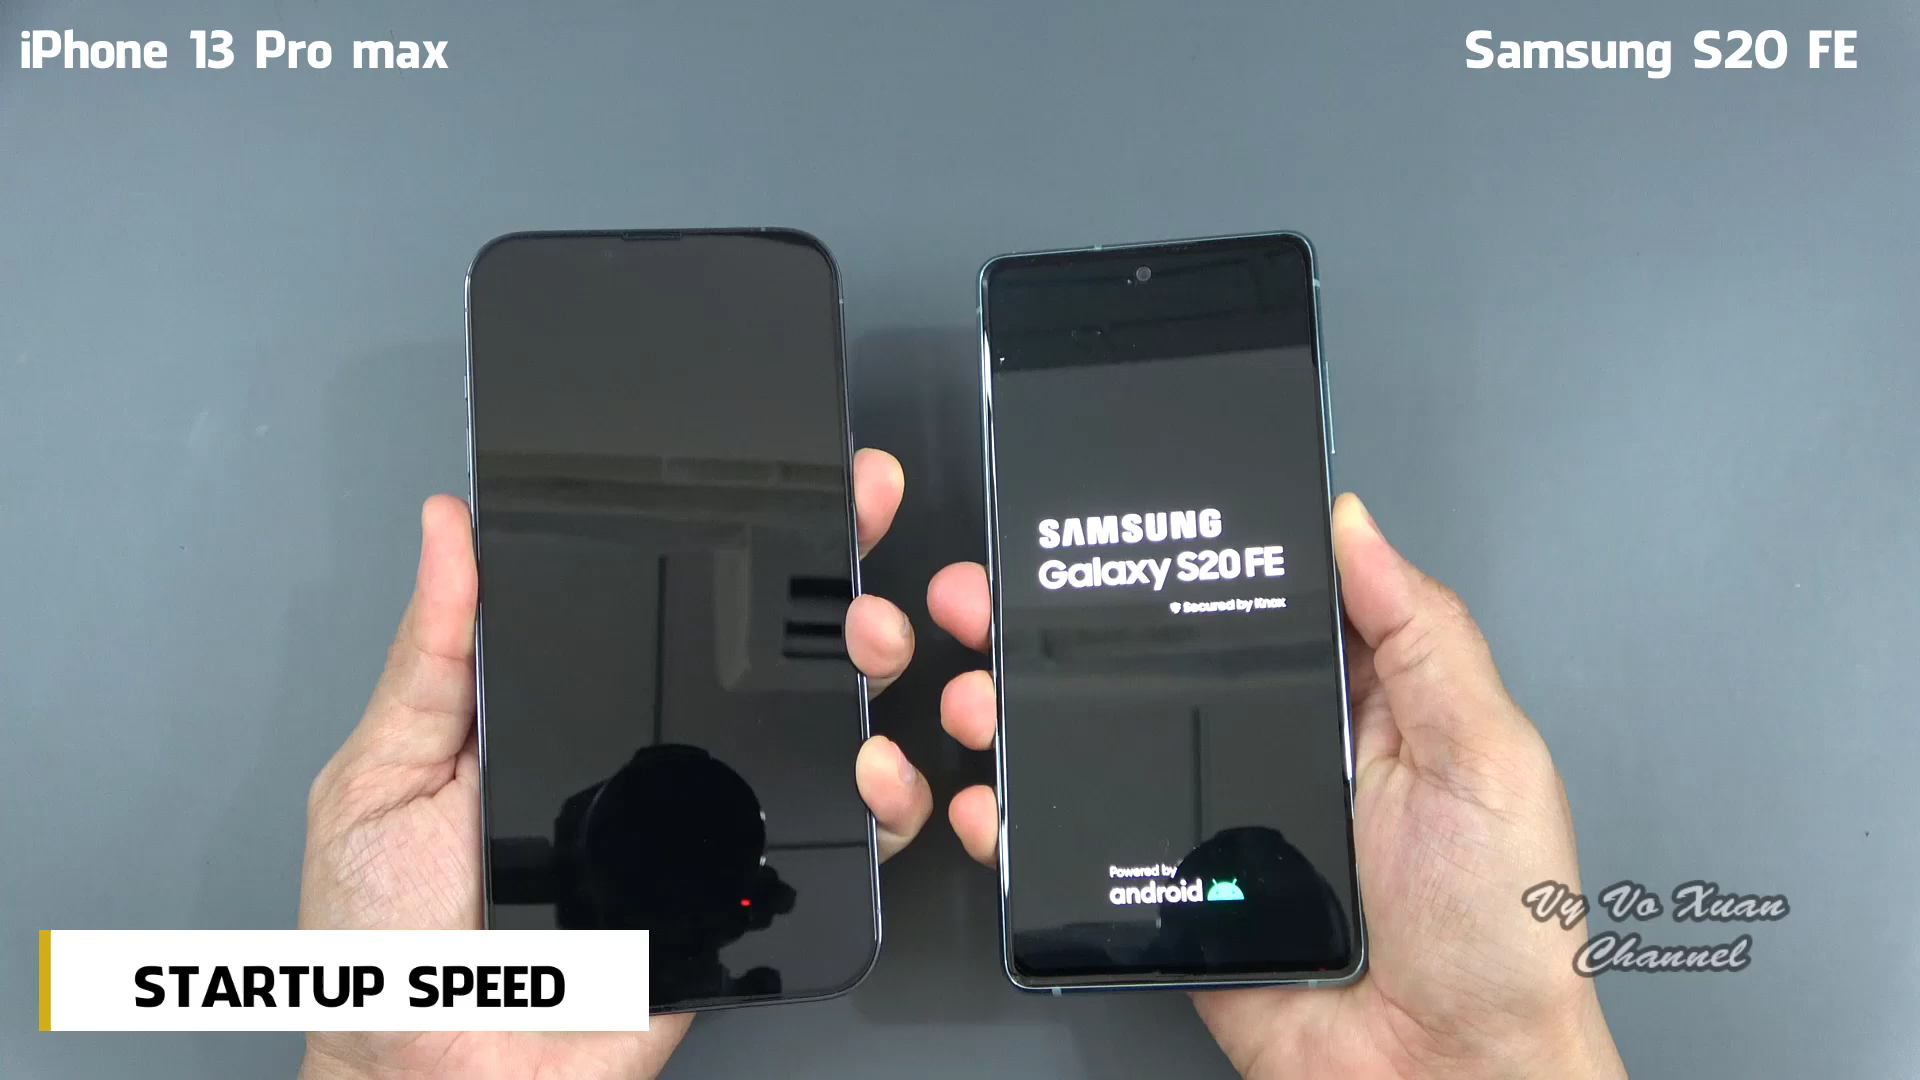 iPhone 13 Pro max
Samsung S20 FE
SAMSUNG
Galaxy S20 FE
Secured by Knox
Powered by
android
Vy Vo Xuan
Channel
STARTUP SPEED